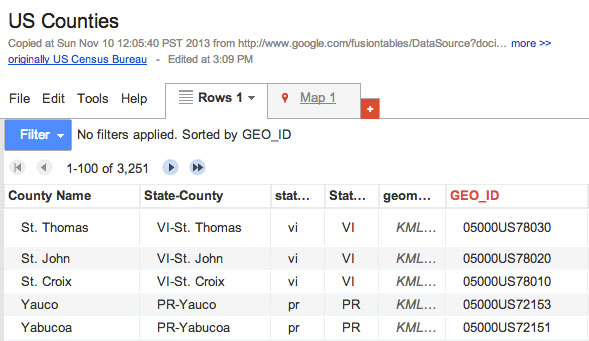 US Counties
Copied at Sun Nov 10 12:05:40 PST 2013 from http://www.google.com/fusiontables/DataSource?doci… more >>
originally US Census Bureau - Edited at 3:09 PM
File Edit Tools Help Rows 1 Map 1 +
Filter No filters applied. Sorted by GEO_ID
1-100 of 3,251
County Name State-County stat… Stat… geom… GEO_ID
St. Thomas VI-St. Thomas vi VI KML… 05000US78030
St. John VI-St. John vi VI KML… 05000US78020
St. Croix VI-St. Croix vi VI KML… 05000US78010
Yauco PR-Yauco pr PR KML… 05000US72153
Yabucoa PR-Yabucoa pr PR KML… 05000US72151